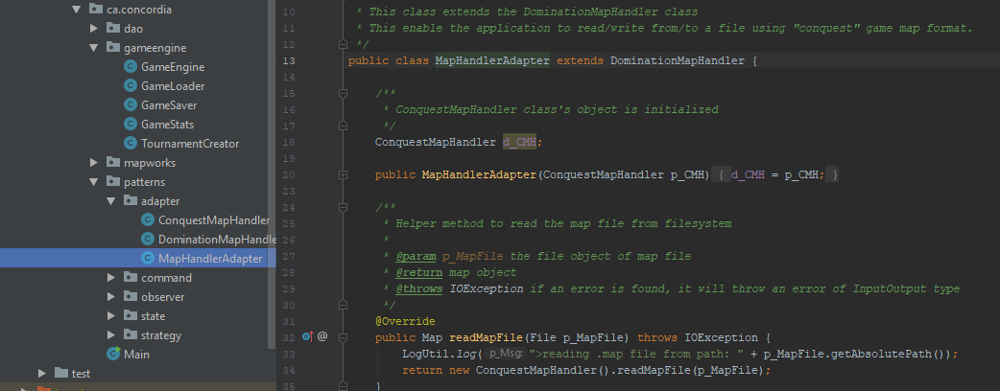 ca.concordia
dao
gameengine
GameEngine
GameLoader
GameSaver
GameStats
TournamentCreator
mapworks
patterns
adapter
ConquestMapHandler
DominationMapHandle
MapHandlerAdapter
command
observer
state
strategy
Main
test
10 * This class extends the DominationMapHandler class
11 * This enable the application to read/write from/to a file using "conquest" game map format.
12 */
13 public class MapHandlerAdapter extends DominationMapHandler {
14
15 /**
16 * ConquestMapHandler class's object is initialized
17 */
18 ConquestMapHandler d_CMH;
19
20 public MapHandlerAdapter(ConquestMapHandler p_CMH) { d_CMH = p_CMH; }
23
24 /**
25 * Helper method to read the map file from filesystem
26 *
27 * @param p_MapFile the file object of map file
28 * @return map object
29 * @throws IOException if an error is found, it will throw an error of InputOutput type
30 */
31 @Override
32 @ public Map readMapFile(File p_MapFile) throws IOException {
33 LogUtil.log( p_Msg: ">reading .map file from path: " + p_MapFile.getAbsolutePath());
34 return new ConquestMapHandler().readMapFile(p_MapFile);
35 }